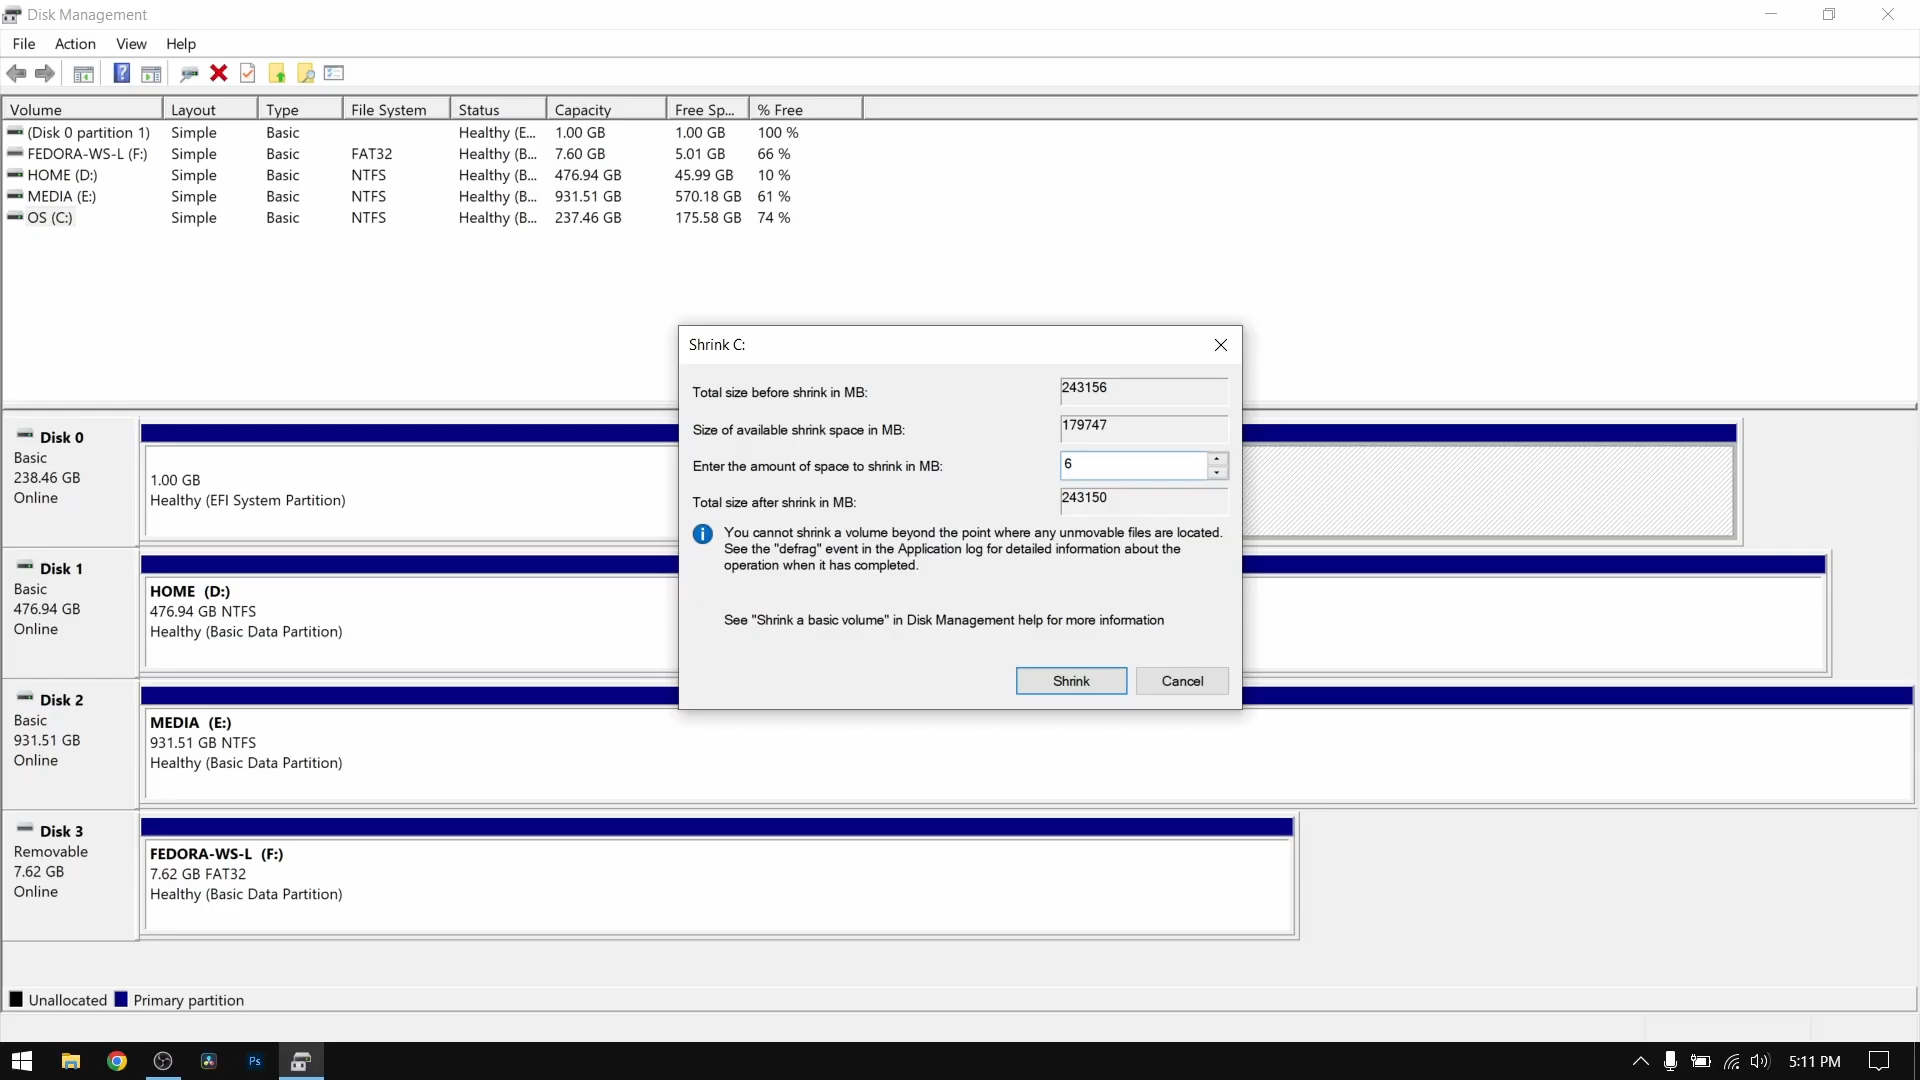 Disk Management
File Action View Help
Volume Layout Type File System Status Capacity Free Sp... % Free
(Disk 0 partition 1) Simple Basic Healthy (E... 1.00 GB 1.00 GB 100 %
FEDORA-WS-L (F:) Simple Basic FAT32 Healthy (B... 7.60 GB 5.01 GB 66 %
HOME (D:) Simple Basic NTFS Healthy (B... 476.94 GB 45.99 GB 10 %
MEDIA (E:) Simple Basic NTFS Healthy (B... 931.51 GB 570.18 GB 61 %
OS (C:) Simple Basic NTFS Healthy (B... 237.46 GB 175.58 GB 74 %
Shrink C:
Total size before shrink in MB: 243156
Size of available shrink space in MB: 179747
Enter the amount of space to shrink in MB: 6
Total size after shrink in MB: 243150
You cannot shrink a volume beyond the point where any unmovable files are located.
See the "defrag" event in the Application log for detailed information about the
operation when it has completed.
See "Shrink a basic volume" in Disk Management help for more information
Shrink Cancel
Disk 0
Basic
238.46 GB
Online
1.00 GB
Healthy (EFI System Partition)
Disk 1
Basic
476.94 GB
Online
HOME (D:)
476.94 GB NTFS
Healthy (Basic Data Partition)
Disk 2
Basic
931.51 GB
Online
MEDIA (E:)
931.51 GB NTFS
Healthy (Basic Data Partition)
Disk 3
Removable
7.62 GB
Online
FEDORA-WS-L (F:)
7.62 GB FAT32
Healthy (Basic Data Partition)
Unallocated Primary partition
Ps
5:11 PM